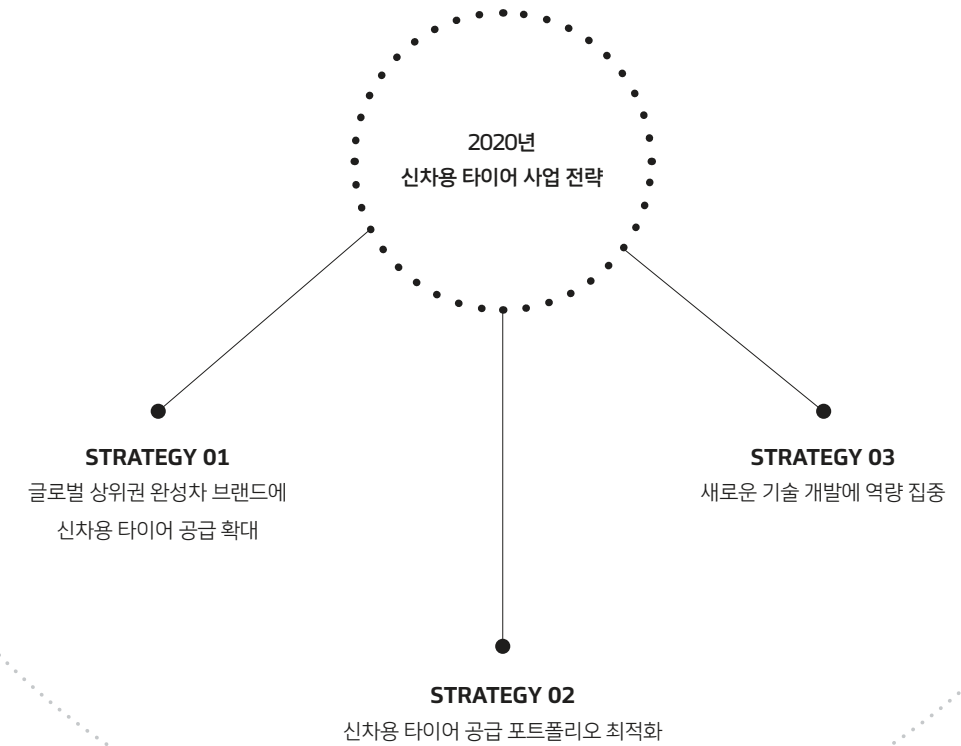 2020년
신차용 타이어 사업 전략
STRATEGY 01
글로벌 상위권 완성차 브랜드에
신차용 타이어 공급 확대
STRATEGY 02
신차용 타이어 공급 포트폴리오 최적화
STRATEGY 03
새로운 기술 개발에 역량 집중